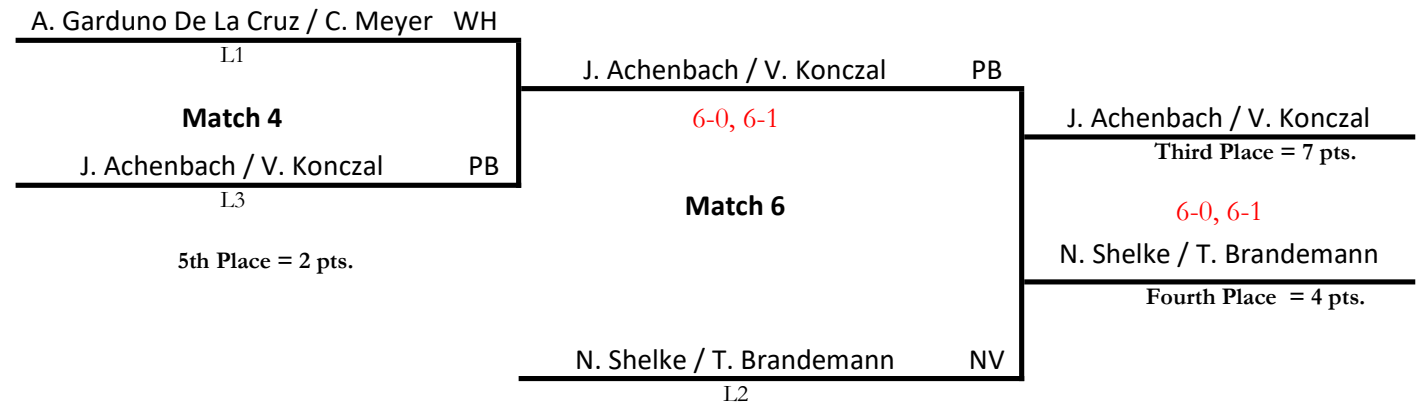 A. Garduno De La Cruz / C. Meyer WH
L1
Match 4
J. Achenbach / V. Konczal PB
L3
5th Place = 2 pts.
J. Achenbach / V. Konczal PB
6-0, 6-1
Match 6
N. Shelke / T. Brandemann NV
L2
J. Achenbach / V. Konczal
Third Place = 7 pts.
6-0, 6-1
N. Shelke / T. Brandemann
Fourth Place = 4 pts.